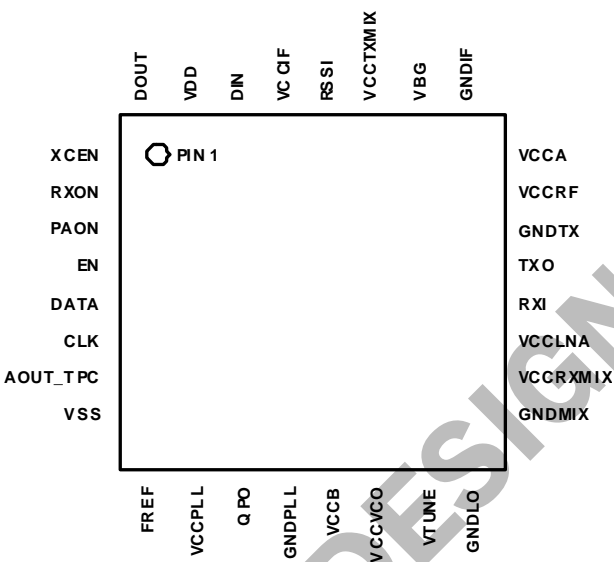 DOUT
VDD
DIN
VCCIF
RSSI
VCCTXMIX
VBG
GNDIF
XCEN
RXON
PAON
EN
DATA
CLK
AOUT_TPC
VSS
PIN 1
VCCA
VCCRF
GNDTX
TXO
RXI
VCCLNA
VCCRXMIX
GNDMIX
FREF
VCCPLL
QPO
GNDPLL
VCCB
VCCVCO
VTUNE
GNDLO
DESIGN